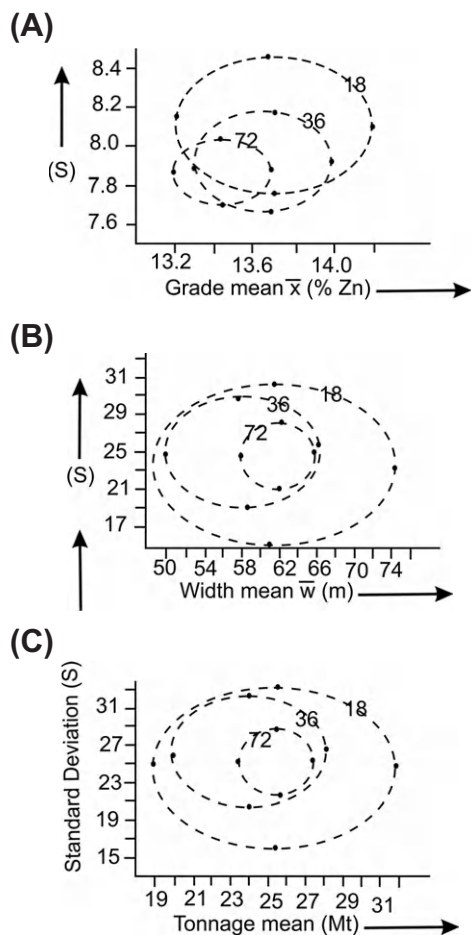 (A)
8.4
8.2
8.0
7.8
7.6
(S)
18
36
72
13.2 13.6 14.0
Grade mean x̅ (% Zn)
(B)
31
29
25
21
17
(S)
18
36
72
50 54 58 62 66 70 74
Width mean w̅ (m)
(C)
Standard Deviation (S)
31
27
23
19
15
18
36
72
19 21 23 25 27 29 31
Tonnage mean (Mt)